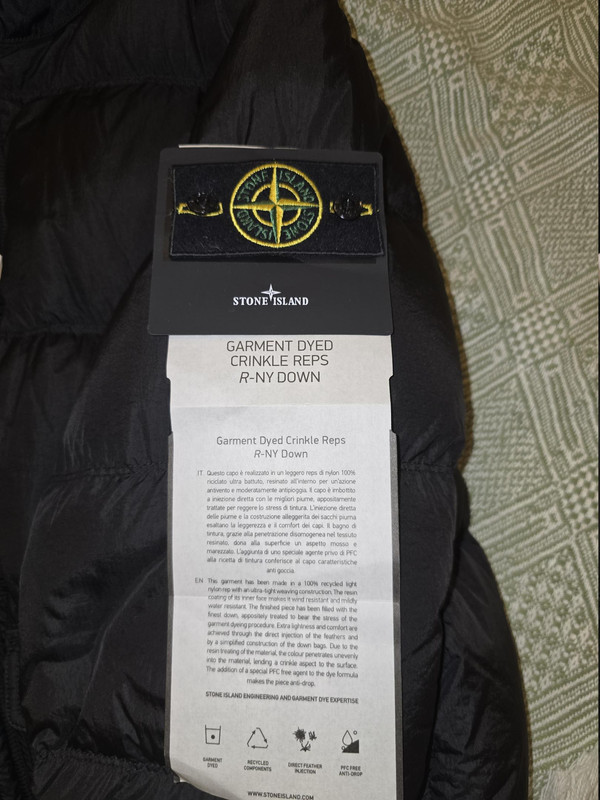 STONE ISLAND
STONE ISLAND
STONE ISLAND
GARMENT DYED
CRINKLE REPS
R-NY DOWN
Garment Dyed Crinkle Reps
R-NY Down
IT Questo capo è realizzato in un leggero reps di nylon 100%
riciclato ultra battuto, resinato all'interno per un'azione
antivento e moderatamente antipioggia. Il capo è imbottito
a iniezione diretta con le migliori piume, appositamente
trattate per reggere lo stress di tintura. L'iniezione diretta
delle piume e la costruzione alleggerita dei sacchi piuma
esaltano la leggerezza e il comfort dei capi. Il bagno di
tintura, grazie alla penetrazione disomogenea nel tessuto
resinato, dona alla superficie un aspetto mosso e
marezzato. L'aggiunta di uno speciale agente privo di PFC
alla ricetta di tintura conferisce al capo caratteristiche
anti goccia.
EN This garment has been made in a 100% recycled light
nylon rep with an ultra-tight weaving construction. The resin
coating of its inner face makes it wind resistant and mildly
water resistant. The finished piece has been filled with the
finest down, appositely treated to bear the stress of the
garment dyeing procedure. Extra lightness and comfort are
achieved through the direct injection of the feathers and
by a simplified construction of the down bags. Due to the
resin treating of the material, the colour penetrates unevenly
into the material, lending a crinkle aspect to the surface.
The addition of a special PFC free agent to the dye formula
makes the piece anti-drop.
STONE ISLAND ENGINEERING AND GARMENT DYE EXPERTISE
GARMENT
DYED
RECYCLED
COMPONENTS
DIRECT FEATHER
INJECTION
PFC FREE
ANTI-DROP
WWW.STONEISLAND.COM